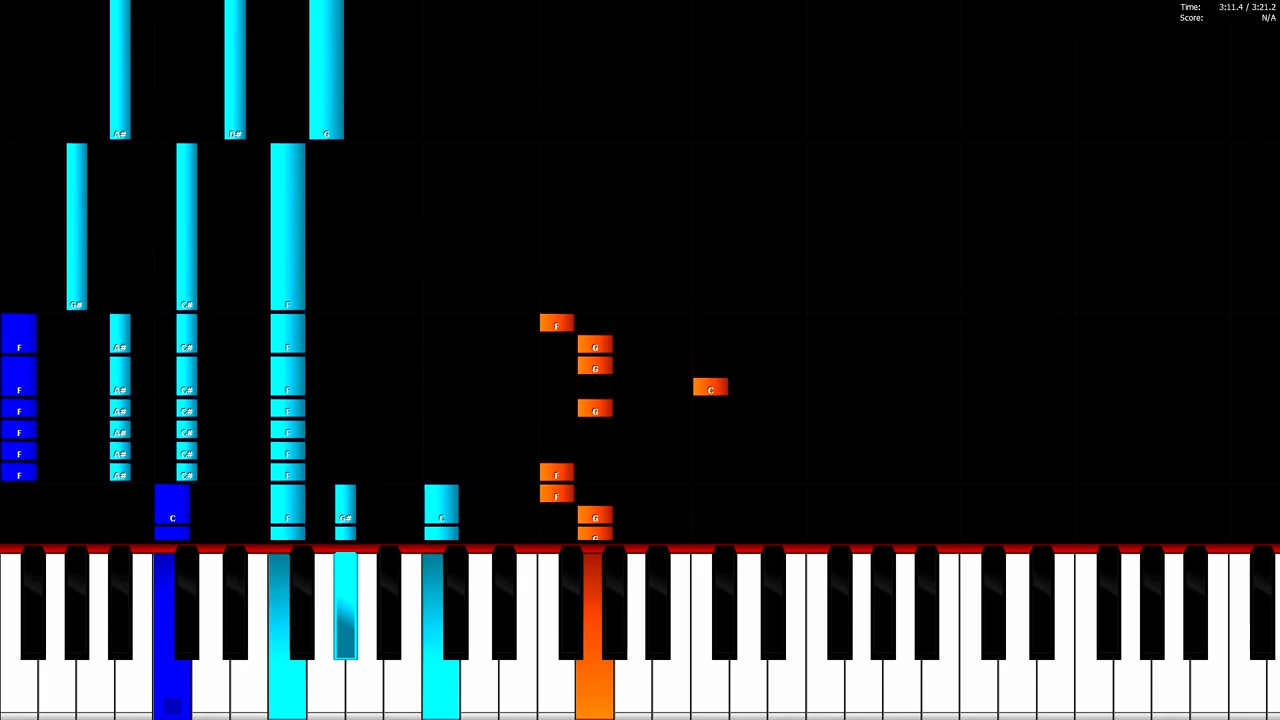 Time: 3:11.4 / 3:21.2
Score: N/A
A# D# G
G# C# F
F
F A# C# F G
G
F A# C# F C
F A# C# F G
F A# C# F
F A# C# F
F A# C# F F
F
C F G# C G
G